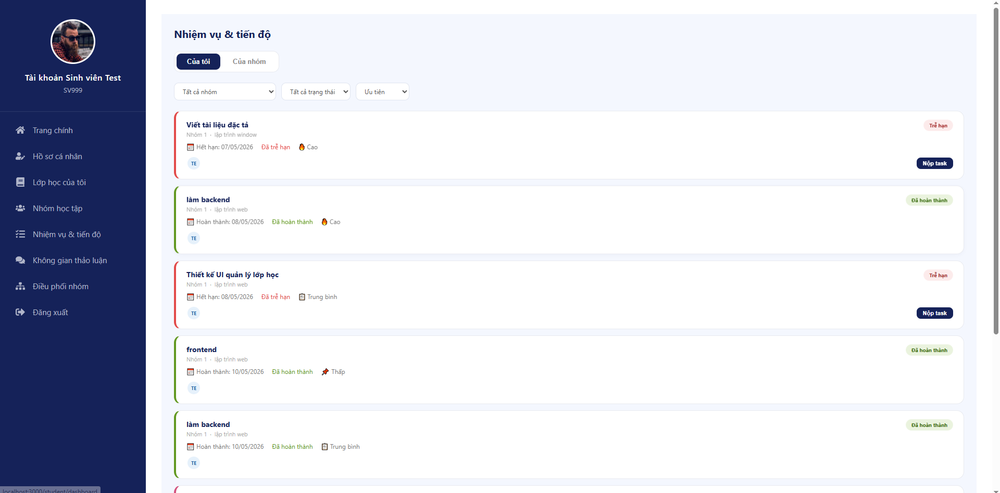 Tài khoản Sinh viên Test
SV999
Trang chính
Hồ sơ cá nhân
Lớp học của tôi
Nhóm học tập
Nhiệm vụ & tiến độ
Không gian thảo luận
Điều phối nhóm
Đăng xuất
localhost:3000/student/dashboard
Nhiệm vụ & tiến độ
Của tôi Của nhóm
Tất cả nhóm Tất cả trạng thái Ưu tiên
Viết tài liệu đặc tả Trễ hạn
Nhóm 1 · lập trình window
Hết hạn: 07/05/2026 Đã trễ hạn Cao
TE Nộp task
làm backend Đã hoàn thành
Nhóm 1 · lập trình web
Hoàn thành: 08/05/2026 Đã hoàn thành Cao
TE
Thiết kế UI quản lý lớp học Trễ hạn
Nhóm 1 · lập trình web
Hết hạn: 08/05/2026 Đã trễ hạn Trung bình
TE Nộp task
frontend Đã hoàn thành
Nhóm 1 · lập trình web
Hoàn thành: 10/05/2026 Đã hoàn thành Thấp
TE
làm backend Đã hoàn thành
Nhóm 1 · lập trình web
Hoàn thành: 10/05/2026 Đã hoàn thành Trung bình
TE